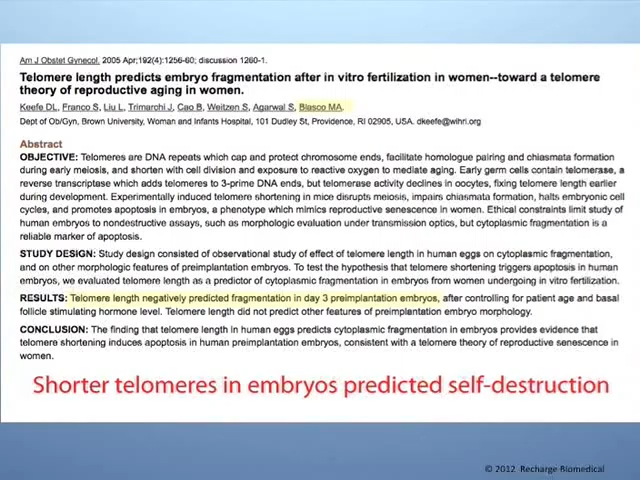 Am J Obstet Gynecol. 2005 Apr;192(4):1256-60; discussion 1260-1.
Telomere length predicts embryo fragmentation after in vitro fertilization in women--toward a telomere
theory of reproductive aging in women.
Keefe DL, Franco S, Liu L, Trimarchi J, Cao B, Weitzen S, Agarwal S, Blasco MA.
Dept of Ob/Gyn, Brown University, Woman and Infants Hospital, 101 Dudley St, Providence, RI 02905, USA. dkeefe@wihri.org
Abstract
OBJECTIVE: Telomeres are DNA repeats which cap and protect chromosome ends, facilitate homologue pairing and chiasmata formation
during early meiosis, and shorten with cell division and exposure to reactive oxygen to mediate aging. Early germ cells contain telomerase, a
reverse transcriptase which adds telomeres to 3-prime DNA ends, but telomerase activity declines in oocytes, fixing telomere length earlier
during development. Experimentally induced telomere shortening in mice disrupts meiosis, impairs chiasmata formation, halts embryonic cell
cycles, and promotes apoptosis in embryos, a phenotype which mimics reproductive senescence in women. Ethical constraints limit study of
human embryos to nondestructive assays, such as morphologic evaluation under transmission optics, but cytoplasmic fragmentation is a
reliable marker of apoptosis.
STUDY DESIGN: Study design consisted of observational study of effect of telomere length in human eggs on cytoplasmic fragmentation,
and on other morphologic features of preimplantation embryos. To test the hypothesis that telomere shortening triggers apoptosis in human
embryos, we evaluated telomere length as a predictor of cytoplasmic fragmentation in embryos from women undergoing in vitro fertilization.
RESULTS: Telomere length negatively predicted fragmentation in day 3 preimplantation embryos, after controlling for patient age and basal
follicle stimulating hormone level. Telomere length did not predict other features of preimplantation embryo morphology.
CONCLUSION: The finding that telomere length in human eggs predicts cytoplasmic fragmentation in embryos provides evidence that
telomere shortening induces apoptosis in human preimplantation embryos, consistent with a telomere theory of reproductive senescence in
women.
Shorter telomeres in embryos predicted self-destruction
© 2012 Recharge Biomedical